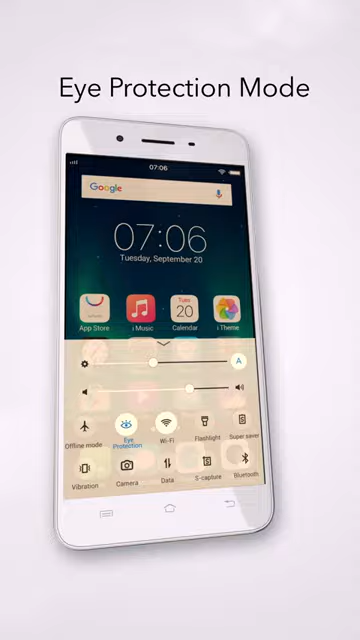 Eye Protection Mode
07:06
Google
07:06
Tuesday, September 20
Tues
20
App Store
i Music
Calendar
i Theme
A
Offline mode
Eye Protection
Wi-Fi
Flashlight
Super saver
Vibration
Camera
Data
S-capture
Bluetooth